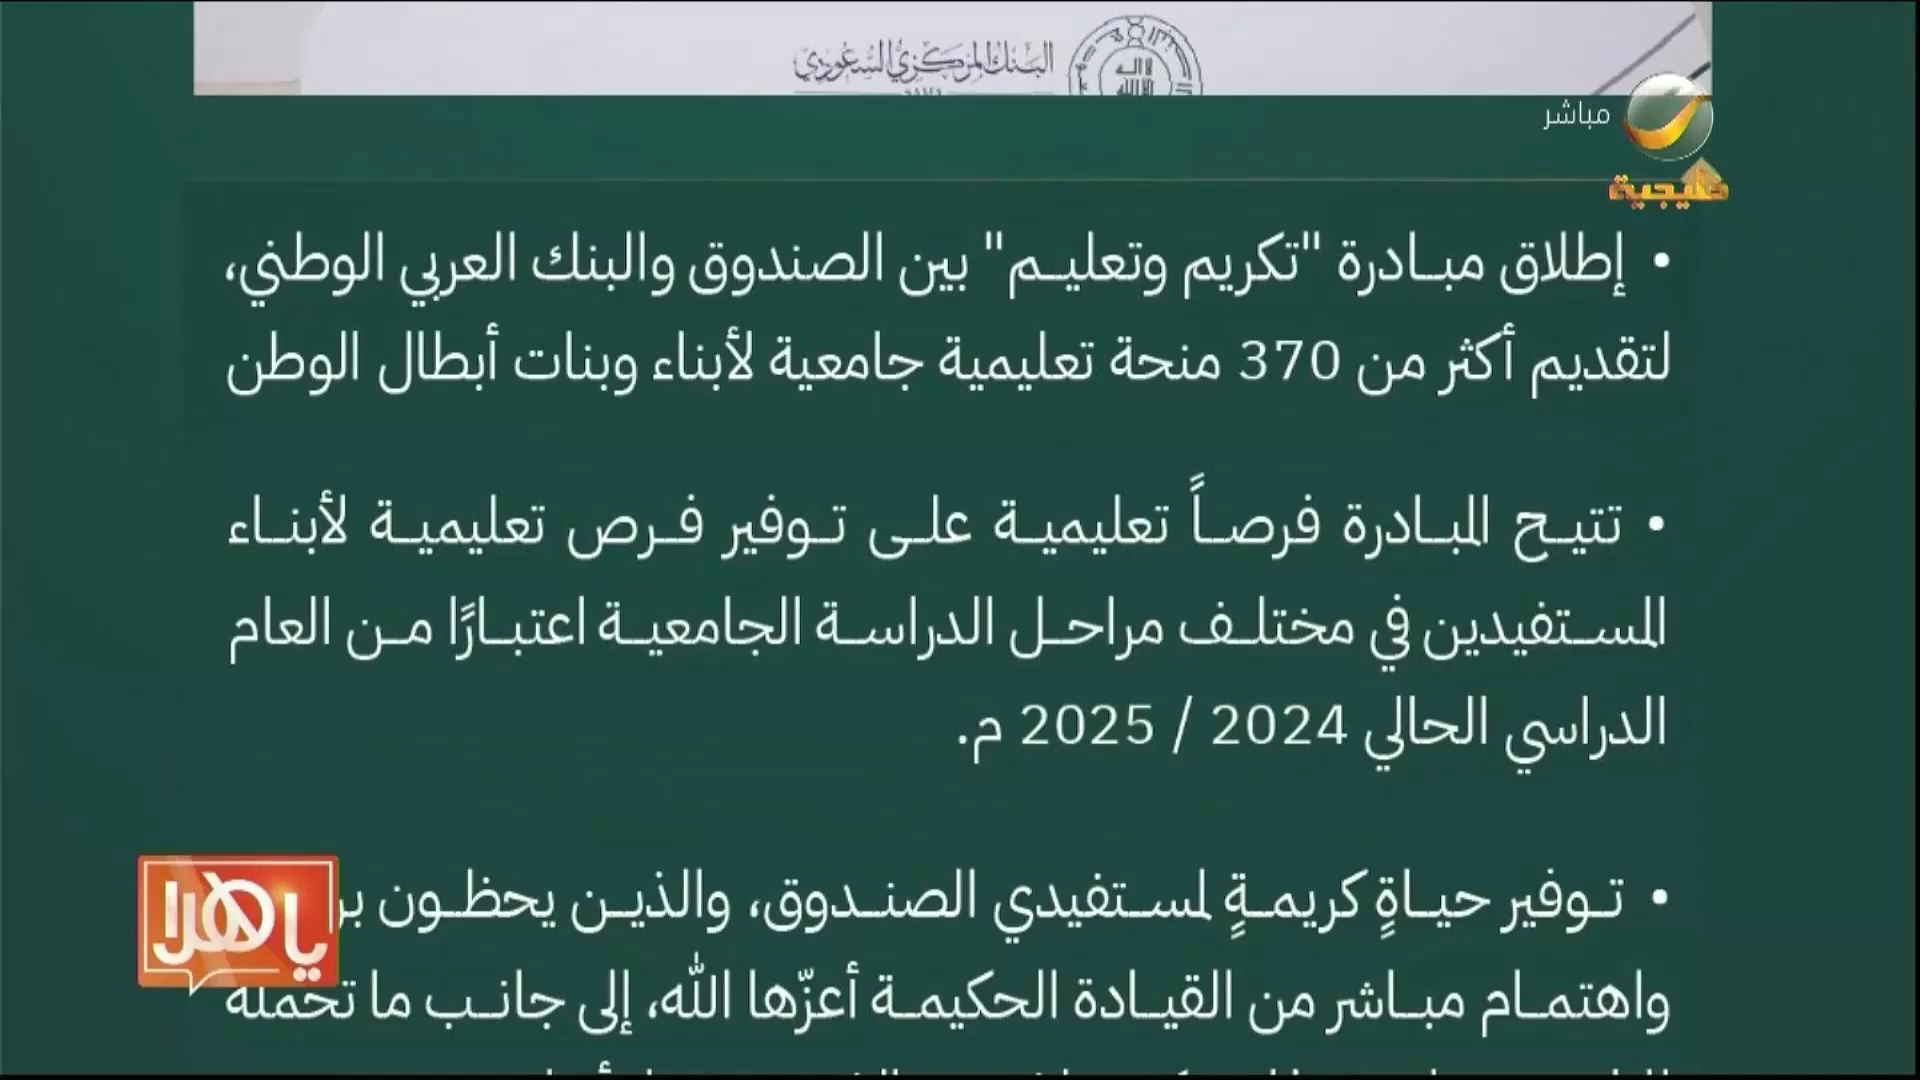 البنك المركزي السعودي
مباشر
خليجية
• إطلاق مبادرة "تكريم وتعليم" بين الصندوق والبنك العربي الوطني،
لتقديم أكثر من 370 منحة تعليمية جامعية لأبناء وبنات أبطال الوطن
• تتيح المبادرة فرصاً تعليمية على توفير فرص تعليمية لأبناء
المستفيدين في مختلف مراحل الدراسة الجامعية اعتبارًا من العام
الدراسي الحالي 2024 / 2025 م.
• توفير حياةٍ كريمةٍ لمستفيدي الصندوق، والذين يحظون
واهتمام مباشر من القيادة الحكيمة أعزّها الله، إلى جانب ما تحمله
ياهلا